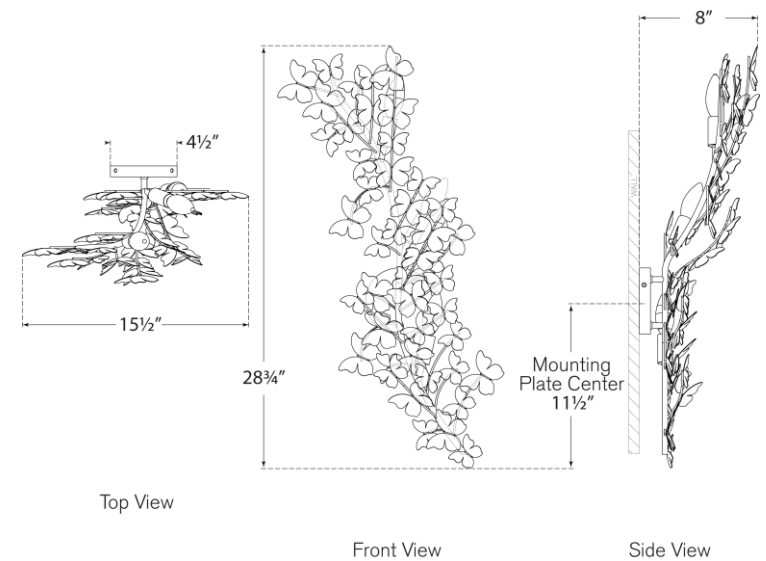 8"
4½"
WALL
15½"
28¾"
Mounting
Plate Center
11½"
Top View
Front View
Side View